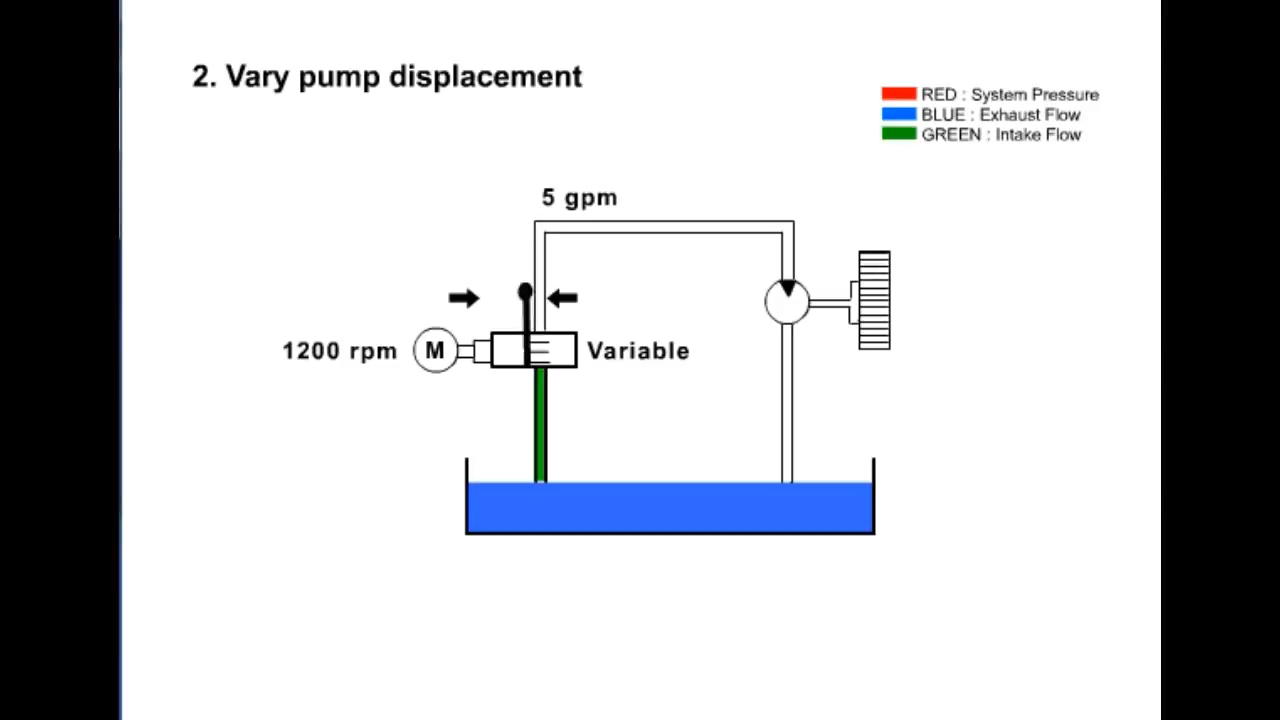 2. Vary pump displacement
RED : System Pressure
BLUE : Exhaust Flow
GREEN : Intake Flow
5 gpm
1200 rpm
M
Variable